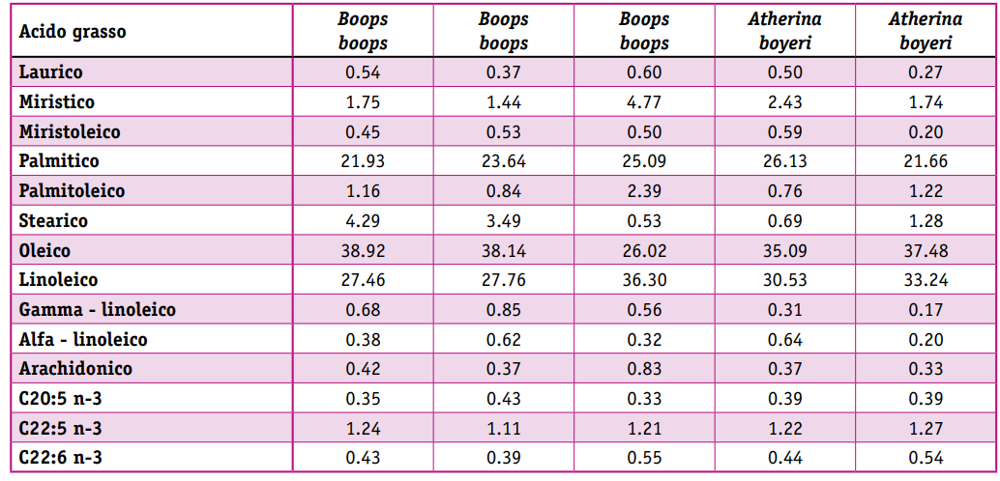 Acido grasso Boops boops Boops boops Boops boops Atherina boyeri Atherina boyeri
Laurico 0.54 0.37 0.60 0.50 0.27
Miristico 1.75 1.44 4.77 2.43 1.74
Miristoleico 0.45 0.53 0.50 0.59 0.20
Palmitico 21.93 23.64 25.09 26.13 21.66
Palmitoleico 1.16 0.84 2.39 0.76 1.22
Stearico 4.29 3.49 0.53 0.69 1.28
Oleico 38.92 38.14 26.02 35.09 37.48
Linoleico 27.46 27.76 36.30 30.53 33.24
Gamma - linoleico 0.68 0.85 0.56 0.31 0.17
Alfa - linoleico 0.38 0.62 0.32 0.64 0.20
Arachidonico 0.42 0.37 0.83 0.37 0.33
C20:5 n-3 0.35 0.43 0.33 0.39 0.39
C22:5 n-3 1.24 1.11 1.21 1.22 1.27
C22:6 n-3 0.43 0.39 0.55 0.44 0.54